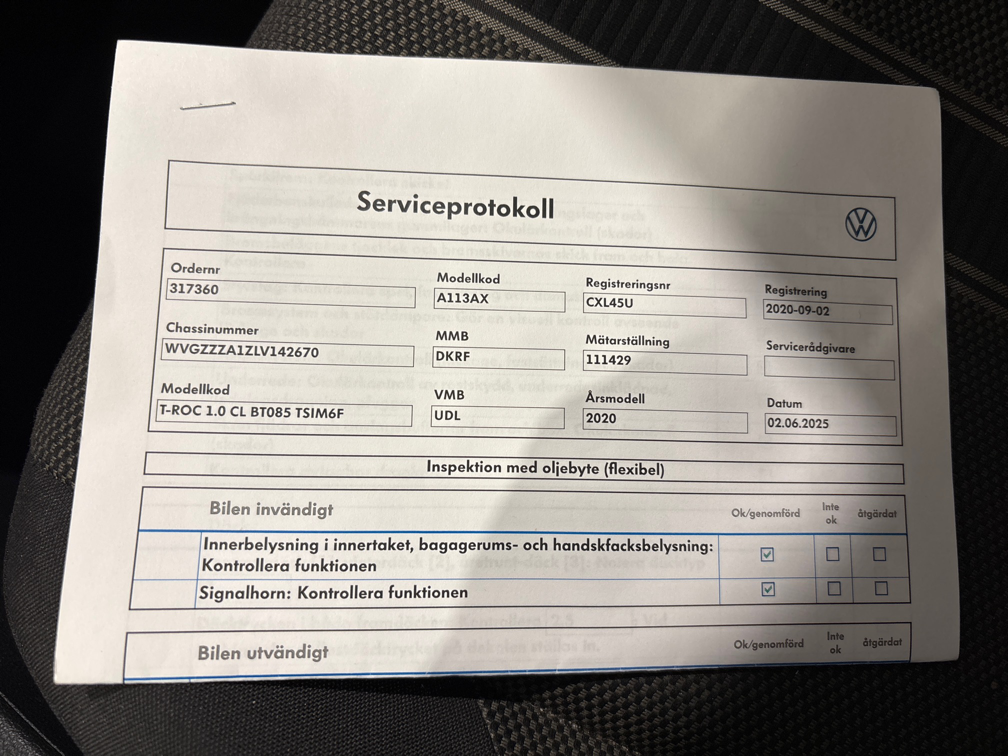 Serviceprotokoll
Ordernr
317360
Modellkod
A113AX
Registreringsnr
CXL45U
Registrering
2020-09-02
Chassinummer
WVGZZZA1ZLV142670
MMB
DKRF
Mätarställning
111429
Servicerådgivare
Modellkod
T-ROC 1.0 CL BT085 TSIM6F
VMB
UDL
Årsmodell
2020
Datum
02.06.2025
Inspektion med oljebyte (flexibel)
Bilen invändigt
Ok/genomförd
Inte
ok
åtgärdat
Innerbelysning i innertaket, bagagerums- och handskfacksbelysning:
Kontrollera funktionen
Signalhorn: Kontrollera funktionen
Bilen utvändigt
Ok/genomförd
Inte
ok
åtgärdat